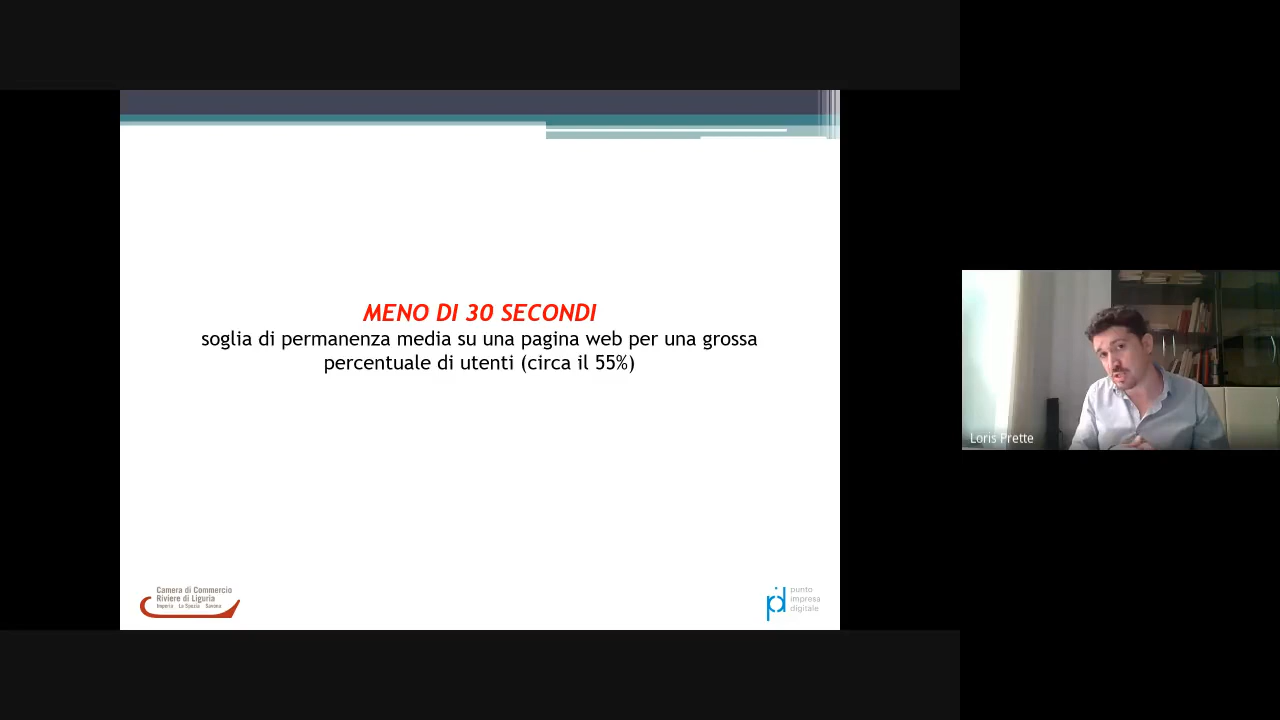 MENO DI 30 SECONDI
soglia di permanenza media su una pagina web per una grossa
percentuale di utenti (circa il 55%)
Loris Prette
Camera di Commercio
Riviere di Liguria
Imperia La Spezia Savona
punto
impresa
digitale